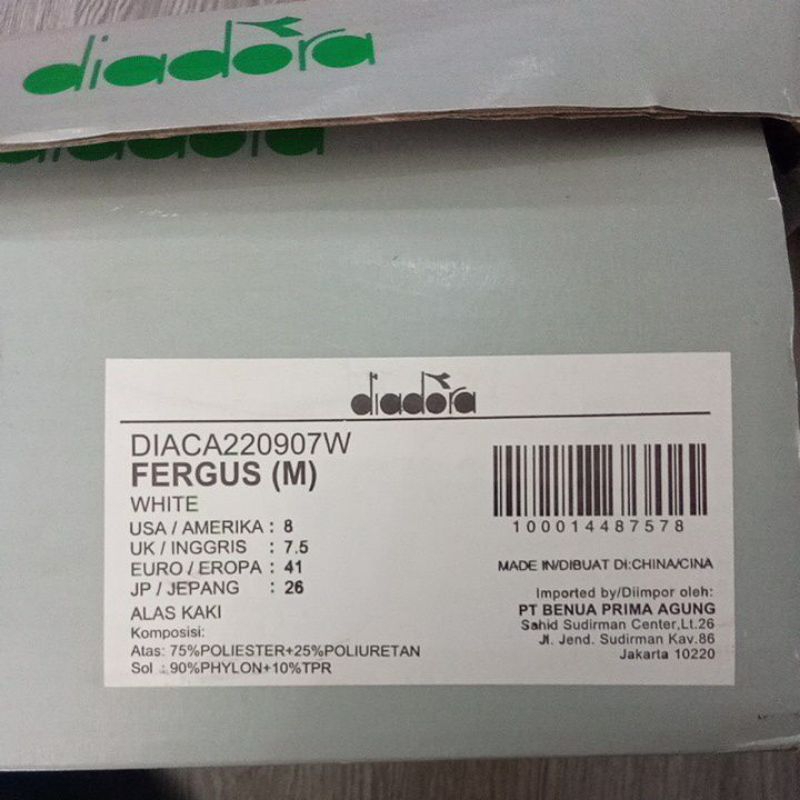 diadora
diadora
diadora
DIACA220907W
FERGUS (M)
WHITE
USA / AMERIKA : 8
UK / INGGRIS : 7.5
EURO / EROPA : 41
JP / JEPANG : 26
ALAS KAKI
Komposisi:
Atas: 75%POLIESTER+25%POLIURETAN
Sol : 90%PHYLON+10%TPR
100014487578
MADE IN/DIBUAT DI:CHINA/CINA
Imported by/Diimpor oleh:
PT BENUA PRIMA AGUNG
Sahid Sudirman Center,Lt.26
Jl. Jend. Sudirman Kav.86
Jakarta 10220